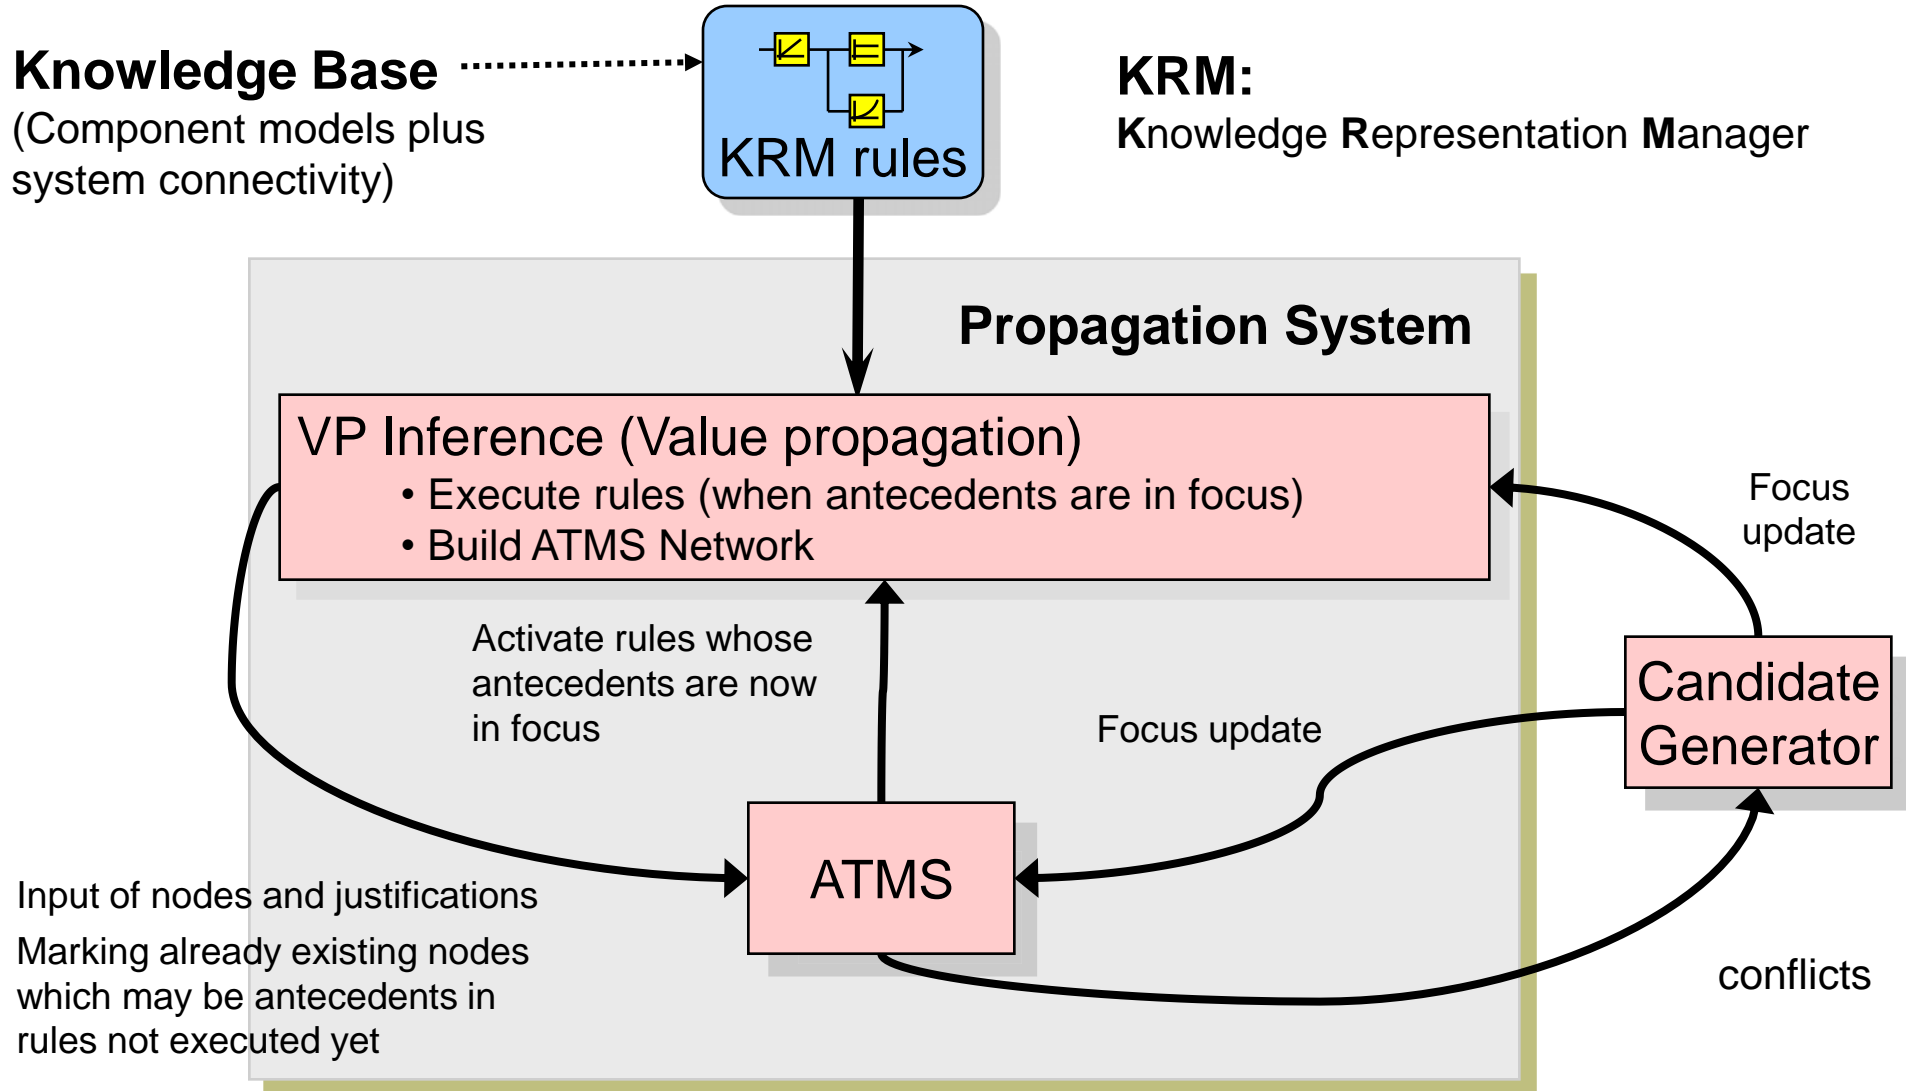 Knowledge Base
(Component models plus
system connectivity)
KRM rules
KRM:
Knowledge Representation Manager
Propagation System
VP Inference (Value propagation)
• Execute rules (when antecedents are in focus)
• Build ATMS Network
Focus
update
Activate rules whose
antecedents are now
in focus
Focus update
Candidate
Generator
ATMS
Input of nodes and justifications
Marking already existing nodes
which may be antecedents in
rules not executed yet
conflicts